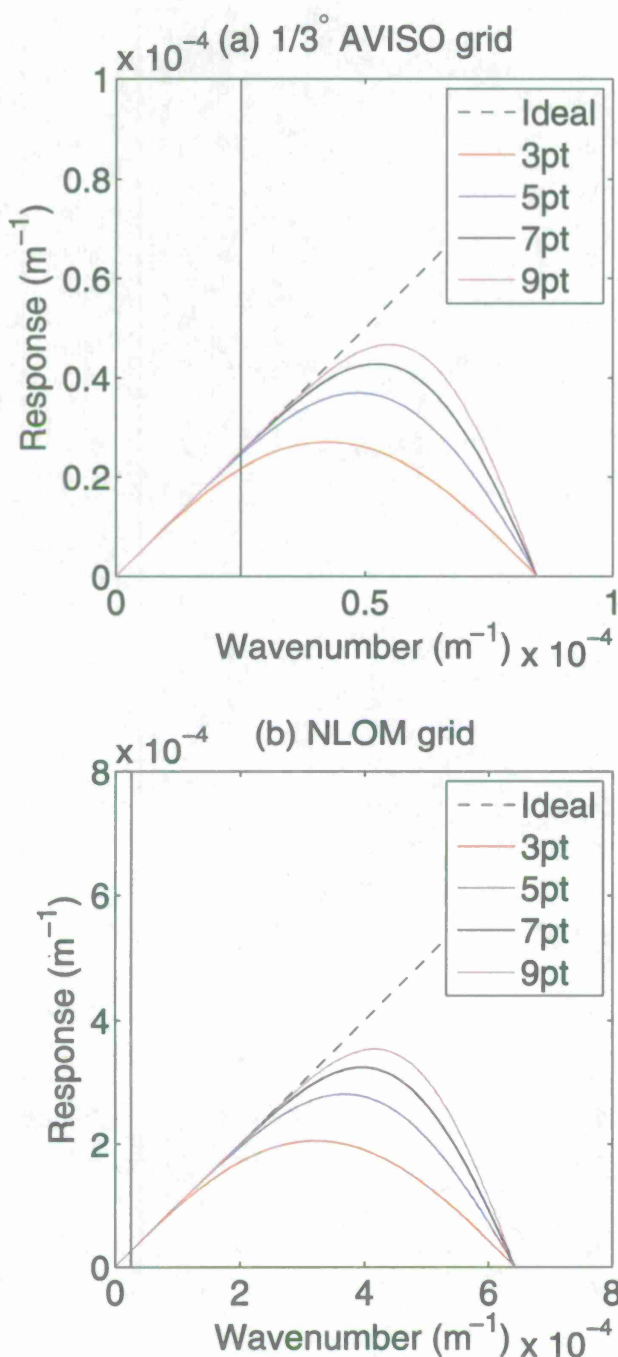 x 10⁻⁴ (a) 1/3° AVISO grid
1
0.8
0.6
0.4
0.2
0
Response (m⁻¹)
Ideal
3pt
5pt
7pt
9pt
0 0.5 1
Wavenumber (m⁻¹) x 10⁻⁴
x 10⁻⁴ (b) NLOM grid
8
6
4
2
0
Response (m⁻¹)
Ideal
3pt
5pt
7pt
9pt
0 2 4 6 8
Wavenumber (m⁻¹) x 10⁻⁴